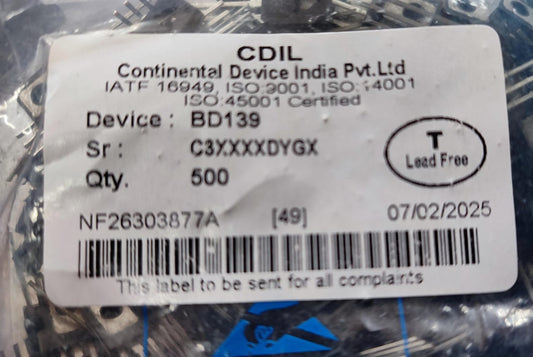 CDIL
Continental Device India Pvt.Ltd
IATF 16949, ISO:9001, ISO:14001
ISO:45001 Certified
Device : BD139
Sr : C3XXXXDYGX
Qty. 500
T
Lead Free
NF26303877A [49] 07/02/2025
This label to be sent for all complaints